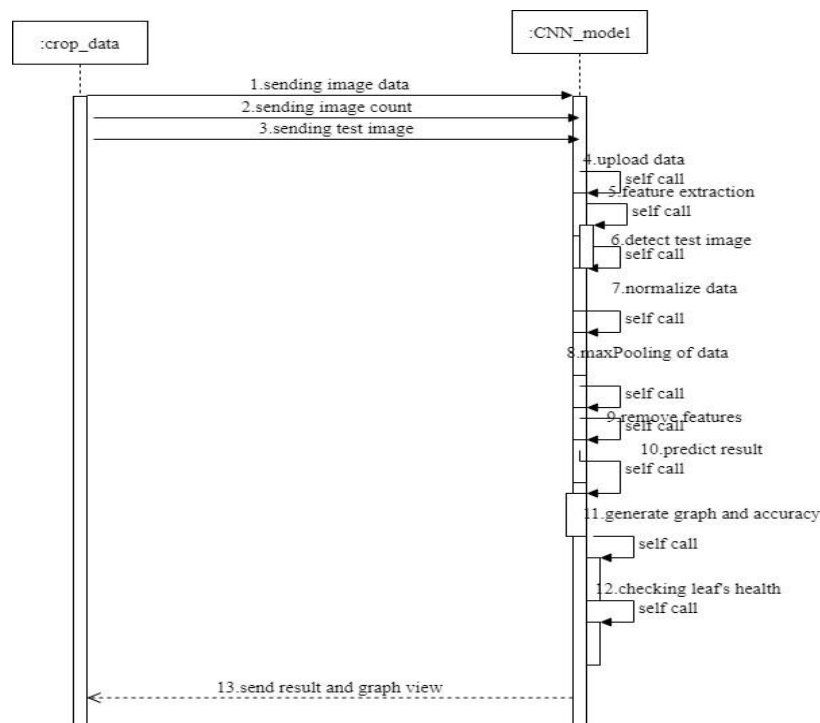 :crop_data
:CNN_model
1.sending image data
2.sending image count
3.sending test image
4.upload data
self call
5.feature extraction
self call
6.detect test image
self call
7.normalize data
self call
8.maxPooling of data
self call
9.remove features
self call
10.predict result
self call
11.generate graph and accuracy
self call
12.checking leaf's health
self call
13.send result and graph view